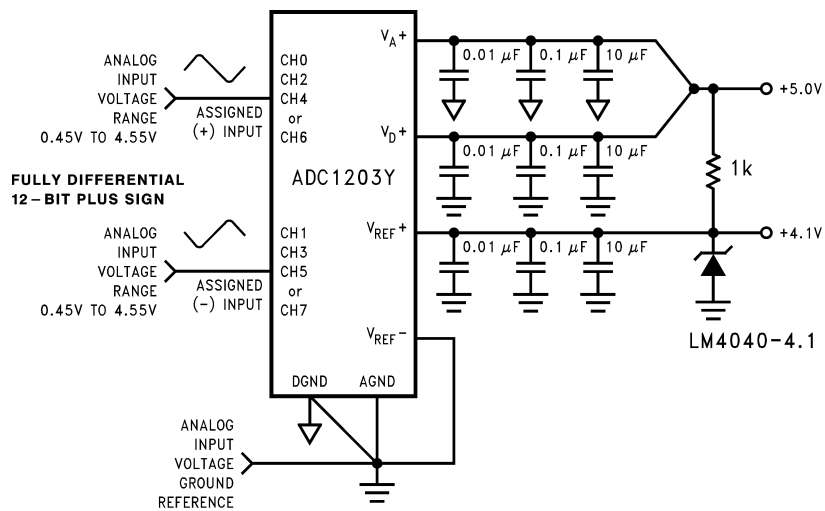 ANALOG
INPUT
VOLTAGE
RANGE
0.45V TO 4.55V
ASSIGNED
(+) INPUT
CH0
CH2
CH4
or
CH6
FULLY DIFFERENTIAL
12-BIT PLUS SIGN
ADC1203Y
ANALOG
INPUT
VOLTAGE
RANGE
0.45V TO 4.55V
ASSIGNED
(-) INPUT
CH1
CH3
CH5
or
CH7
VA+
0.01 μF
0.1 μF
10 μF
+5.0V
VD+
0.01 μF
0.1 μF
10 μF
1k
VREF+
0.01 μF
0.1 μF
10 μF
+4.1V
VREF-
LM4040-4.1
DGND
AGND
ANALOG
INPUT
VOLTAGE
GROUND
REFERENCE